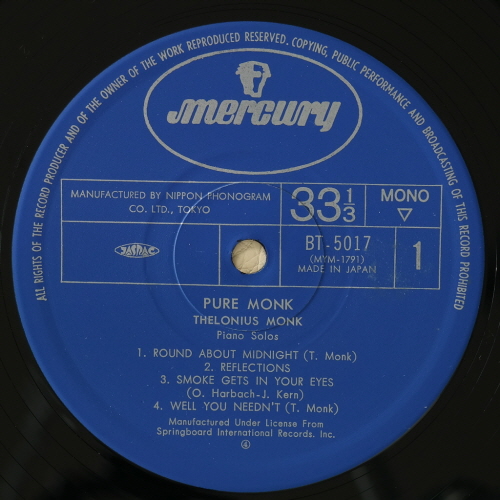 ALL RIGHTS OF THE RECORD PRODUCER AND OF THE OWNER OF THE WORK REPRODUCED RESERVED. COPYING, PUBLIC PERFORMANCE AND BROADCASTING OF THIS RECORD PROHIBITED
mercury
MANUFACTURED BY NIPPON PHONOGRAM
CO. LTD., TOKYO
33 1/3
MONO
▽
JASRAC
BT-5017
(MYM-1791)
MADE IN JAPAN
1
PURE MONK
THELONIUS MONK
Piano Solos
1. ROUND ABOUT MIDNIGHT (T. Monk)
2. REFLECTIONS
3. SMOKE GETS IN YOUR EYES
(O. Harbach-J. Kern)
4. WELL YOU NEEDN'T (T. Monk)
Manufactured Under License From
Springboard International Records. Inc.
④